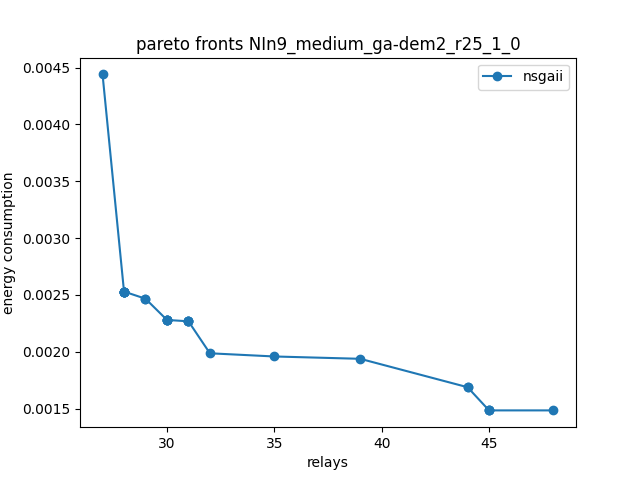 pareto fronts NIn9_medium_ga-dem2_r25_1_0
nsgaii
0.0045
0.0040
0.0035
0.0030
0.0025
0.0020
0.0015
energy consumption
30
35
40
45
relays